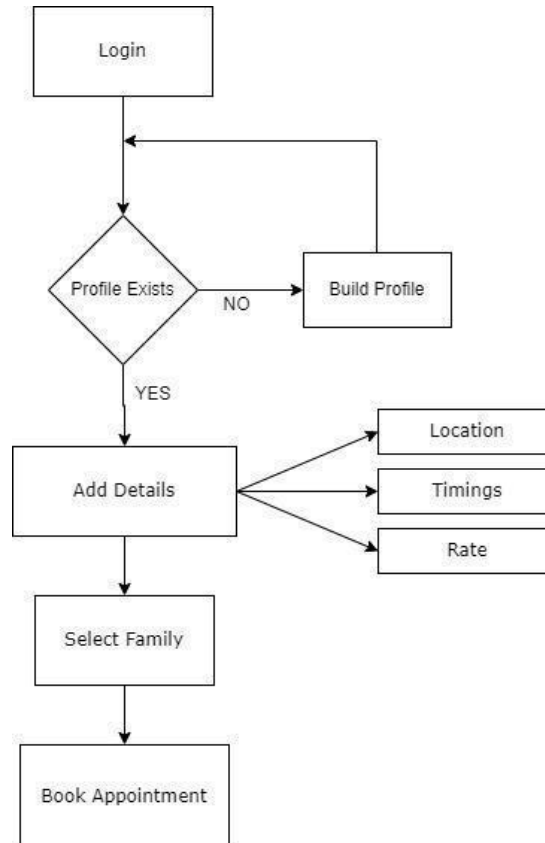 Login
Profile Exists
NO
Build Profile
YES
Add Details
Location
Timings
Rate
Select Family
Book Appointment